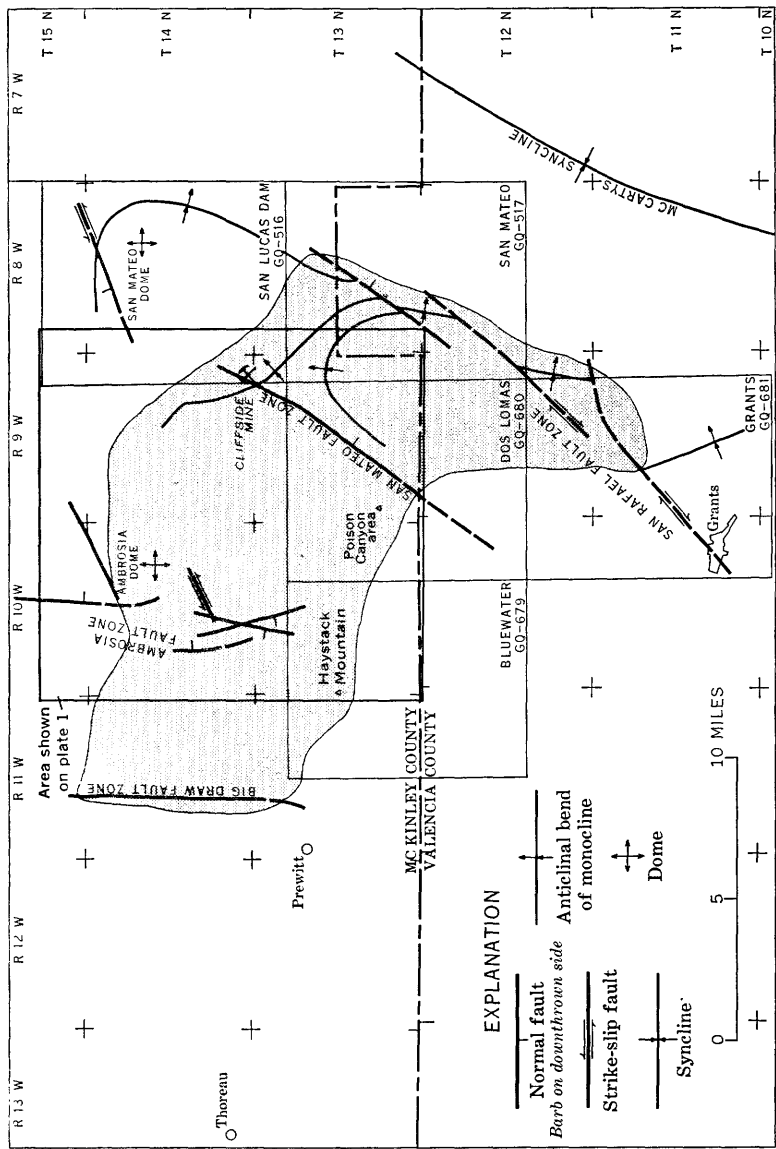 R 13 W
R 12 W
R 11 W
R 10 W
R 9 W
R 8 W
R 7 W
T 15 N
T 14 N
T 13 N
T 12 N
T 11 N
T 10 N
Area shown
on plate 1
BIG DRAW FAULT ZONE
AMBROSIA
FAULT ZONE
AMBROSIA
DOME
SAN MATEO
DOME
SAN LUCAS DAM
GQ-516
CLIFFSIDE
MINE
SAN MATEO FAULT ZONE
Thoreau
Prewitt
Haystack
Mountain
Poison
Canyon
area
MC KINLEY COUNTY
VALENCIA COUNTY
BLUEWATER
GQ-679
DOS LOMAS
GQ-680
SAN MATEO
GQ-517
MC CARTYS SYNCLINE
SAN RAFAEL FAULT ZONE
Grants
GRANTS
GQ-681
EXPLANATION
Normal fault
Barb on downthrown side
Strike-slip fault
Syncline
Anticlinal bend
of monocline
Dome
0 5 10 MILES